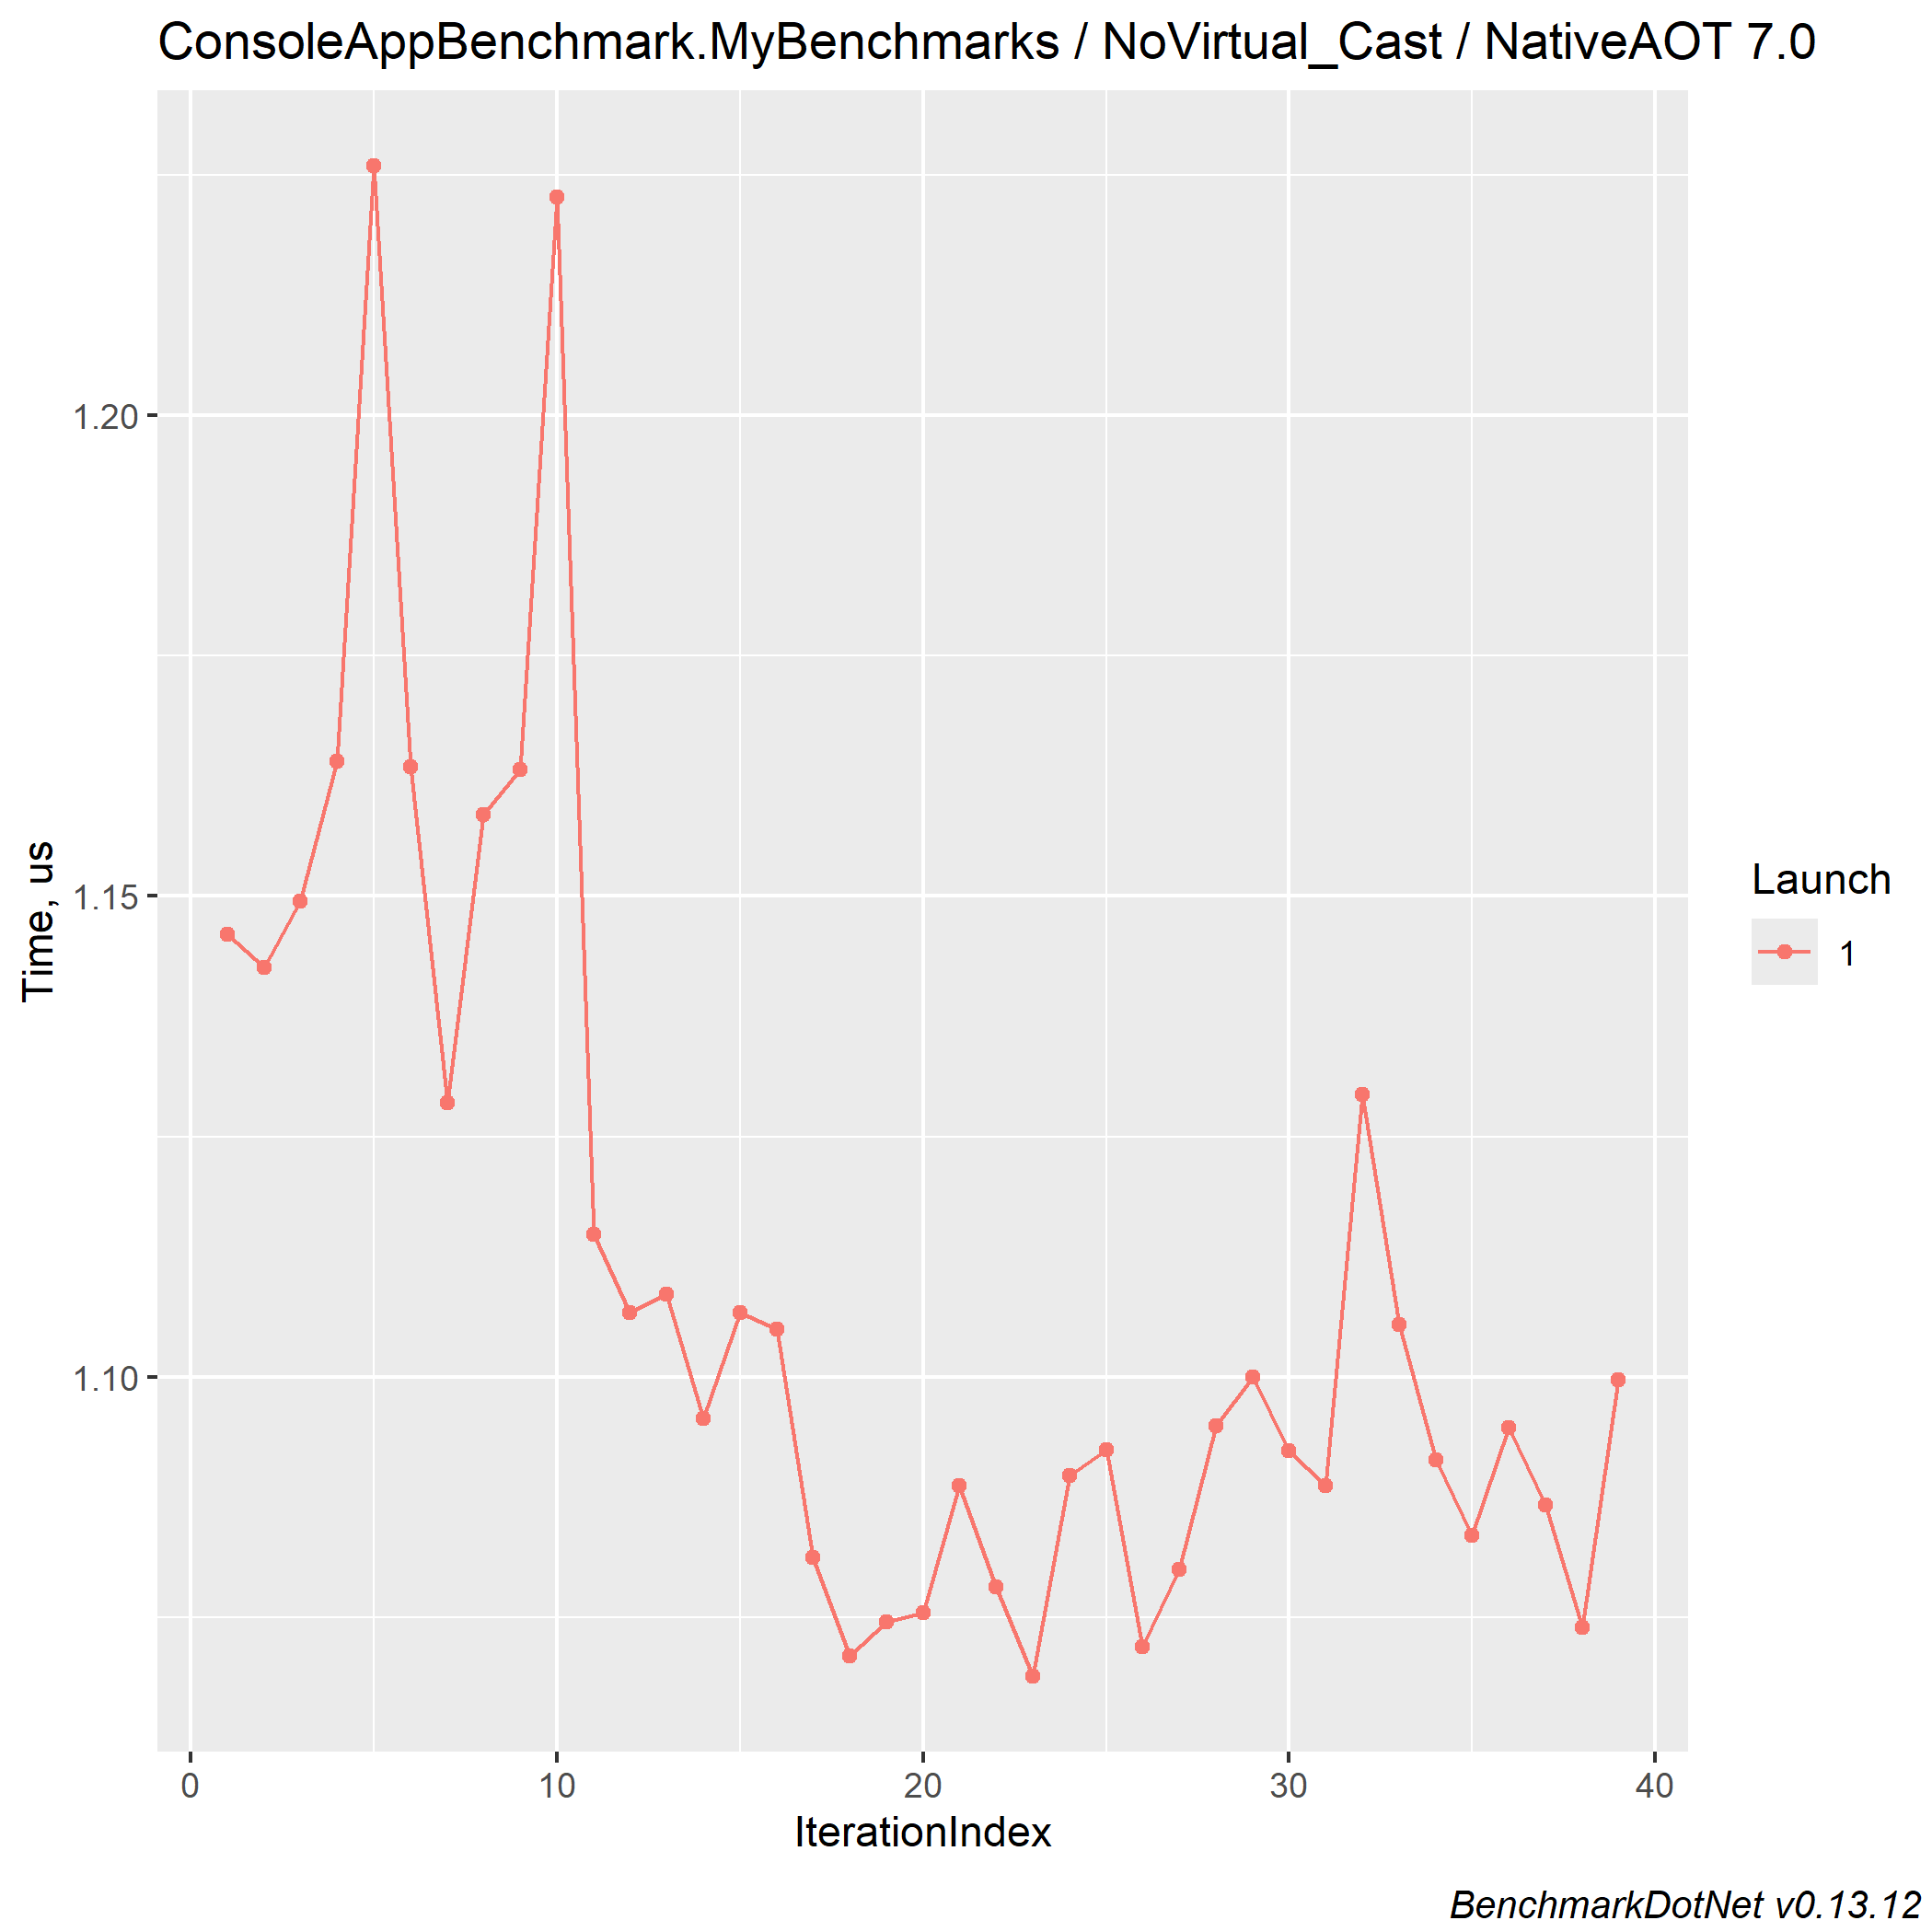 ConsoleAppBenchmark.MyBenchmarks / NoVirtual_Cast / NativeAOT 7.0
Time, us
1.20
1.15
1.10
0 10 20 30 40
IterationIndex
Launch
1
BenchmarkDotNet v0.13.12